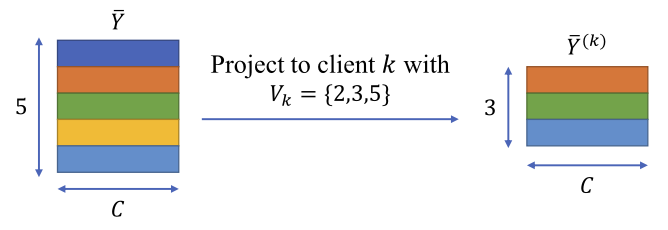 Ȳ
5
C
Project to client k with
V_k = {2,3,5}
Ȳ^(k)
3
C